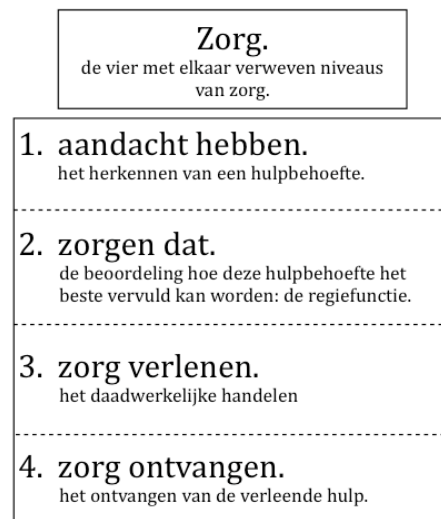 Zorg.
de vier met elkaar verweven niveaus
van zorg.
1. aandacht hebben.
het herkennen van een hulpbehoefte.
2. zorgen dat.
de beoordeling hoe deze hulpbehoefte het
beste vervuld kan worden: de regiefunctie.
3. zorg verlenen.
het daadwerkelijke handelen
4. zorg ontvangen.
het ontvangen van de verleende hulp.